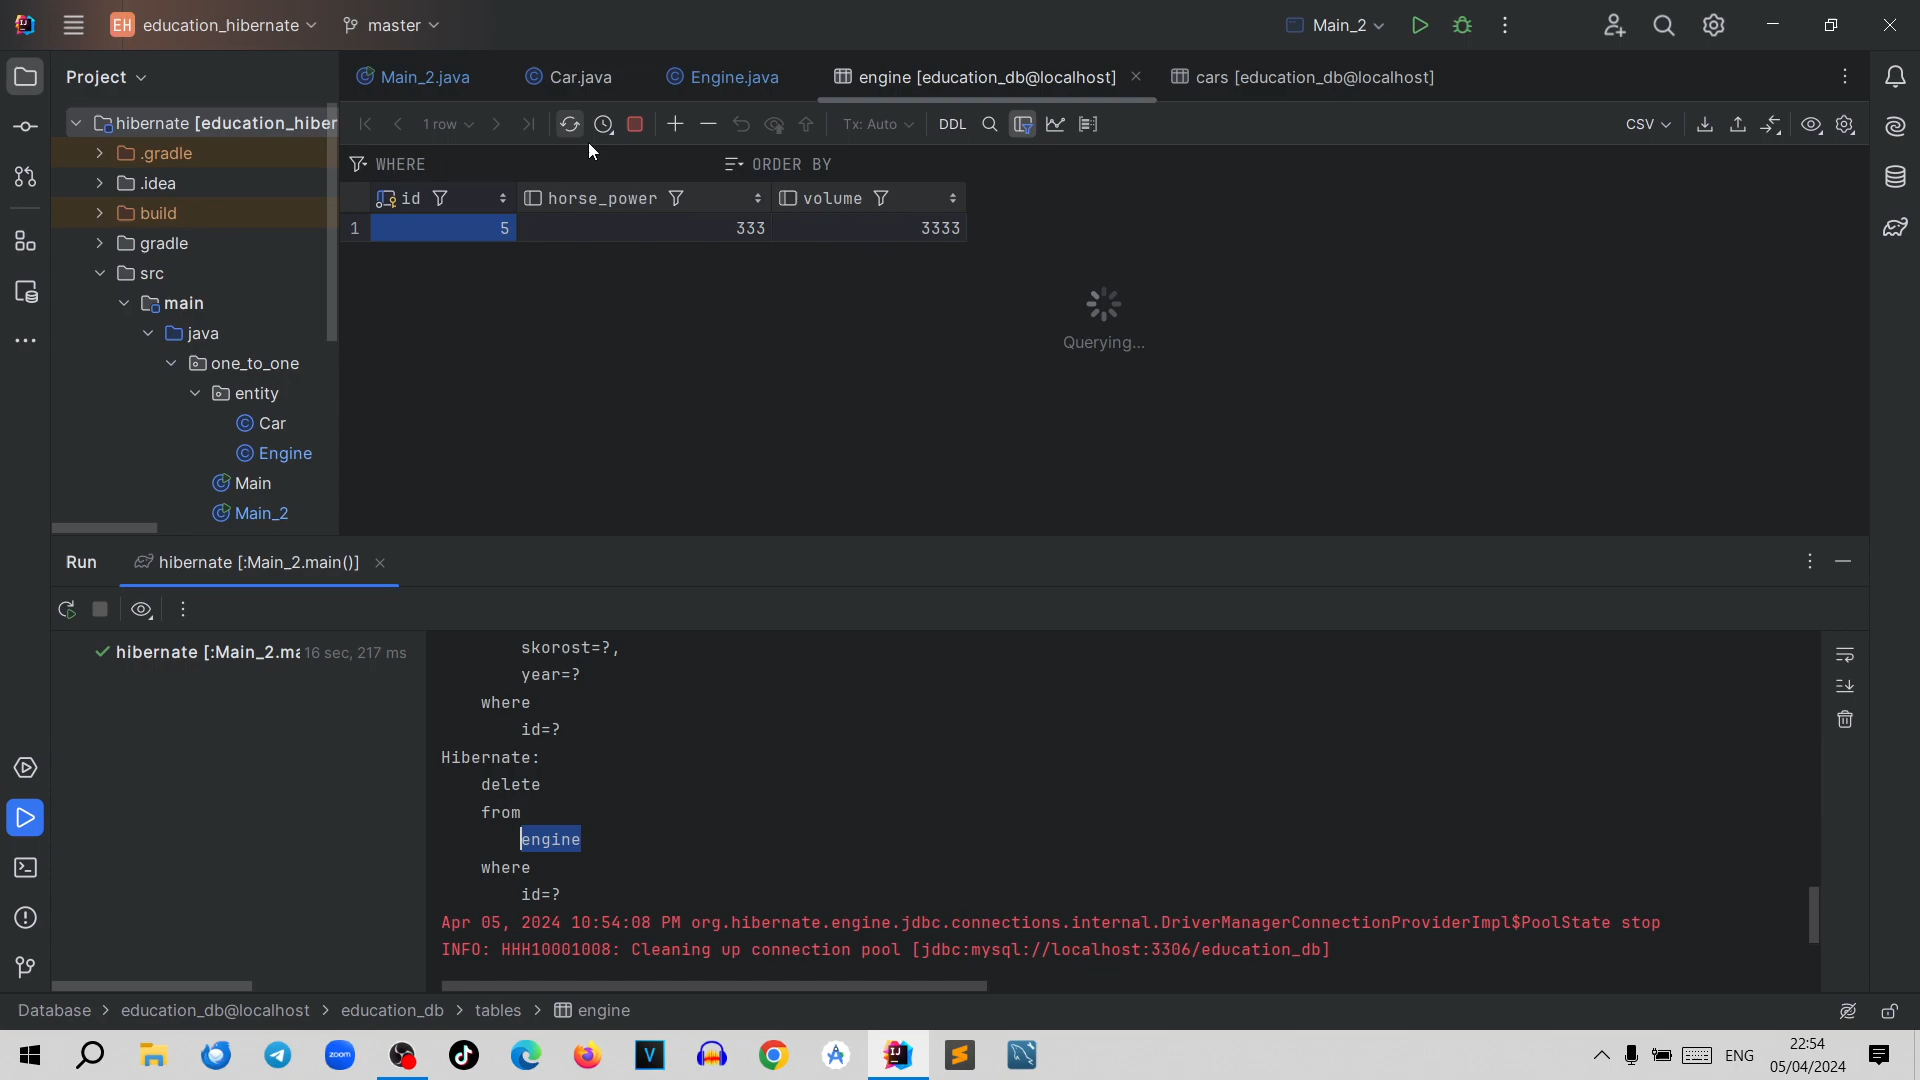 EH education_hibernate master Main_2
Project
Main_2.java Car.java Engine.java engine [education_db@localhost] cars [education_db@localhost]
hibernate [education_hiber
1 row Tx: Auto DDL CSV
.gradle
WHERE ORDER BY
.idea
id horse_power volume
build
1 5 333 3333
gradle
src
main
Querying...
java
one_to_one
entity
Car
Engine
Main
Main_2
Run hibernate [:Main_2.main()]
hibernate [:Main_2.ma 16 sec, 217 ms
skorost=?,
year=?
where
id=?
Hibernate:
delete
from
engine
where
id=?
Apr 05, 2024 10:54:08 PM org.hibernate.engine.jdbc.connections.internal.DriverManagerConnectionProviderImpl$PoolState stop
INFO: HHH10001008: Cleaning up connection pool [jdbc:mysql://localhost:3306/education_db]
Database > education_db@localhost > education_db > tables > engine
zoom V ENG
22:54
05/04/2024